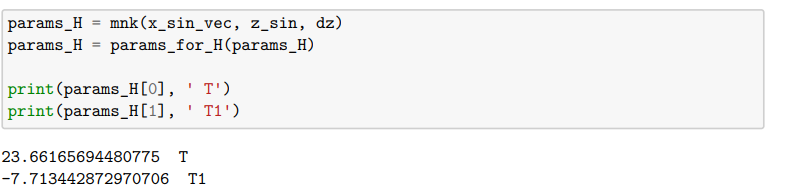 params_H = mnk(x_sin_vec, z_sin, dz)
params_H = params_for_H(params_H)
print(params_H[0], ' T')
print(params_H[1], ' T1')
23.66165694480775  T
-7.713442872970706  T1